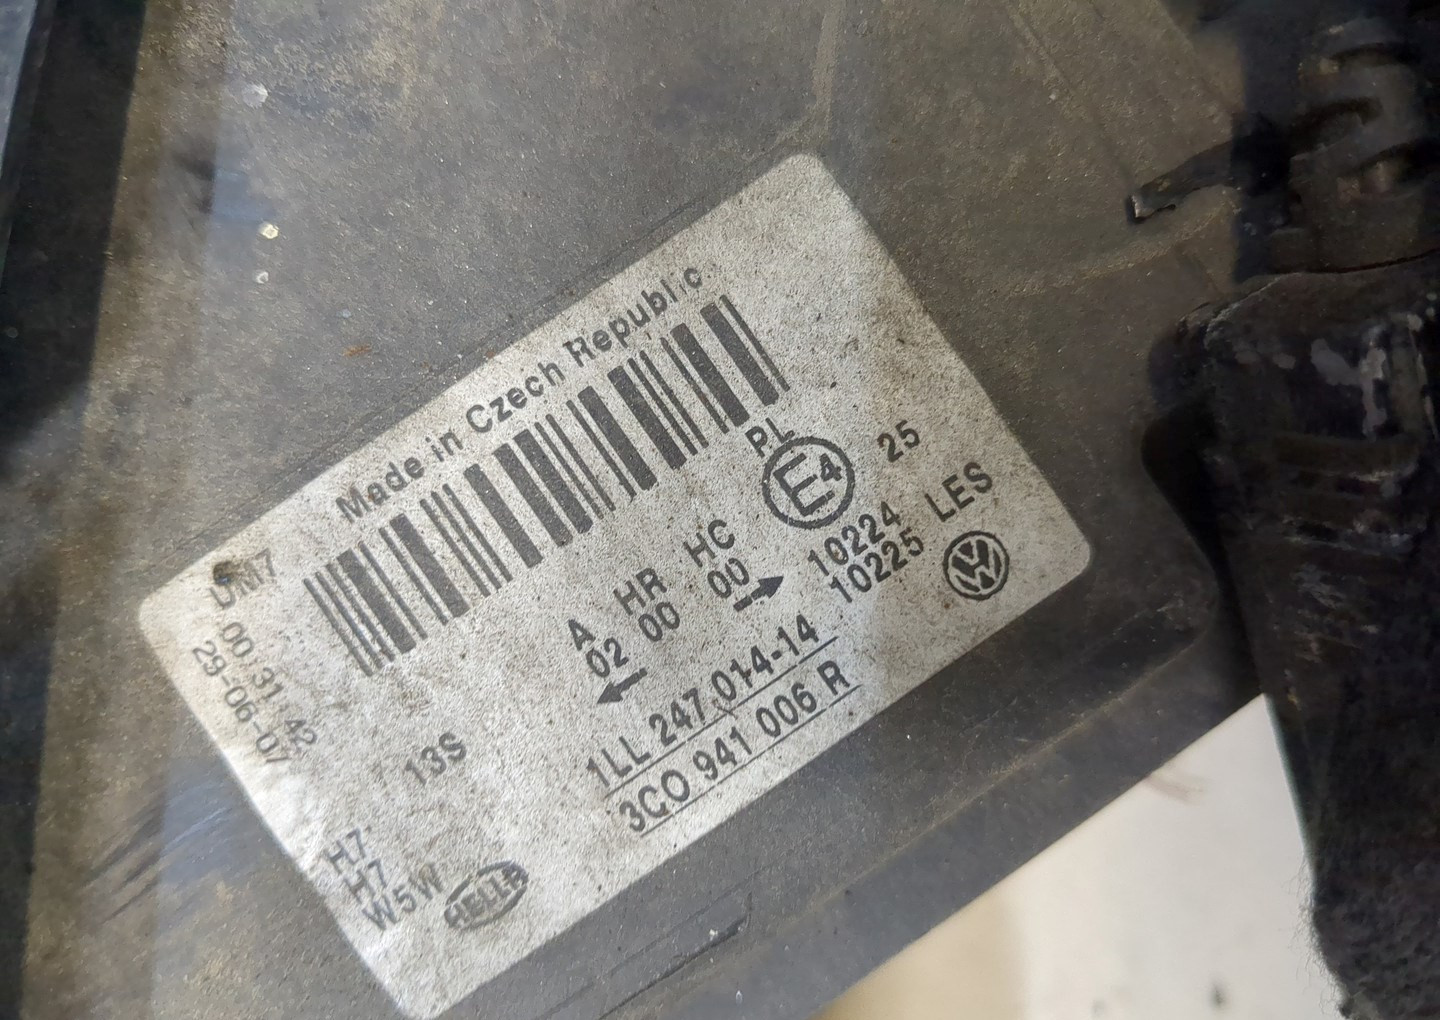 Made in Czech Republic
00:31:42
29-06-07
A HR HC PL
02 00 00
E4 25
10224
10225 LES
1LL 247.014-14
3C0 941 006 R
13S
H7
H7
W5W
HELLA
VW